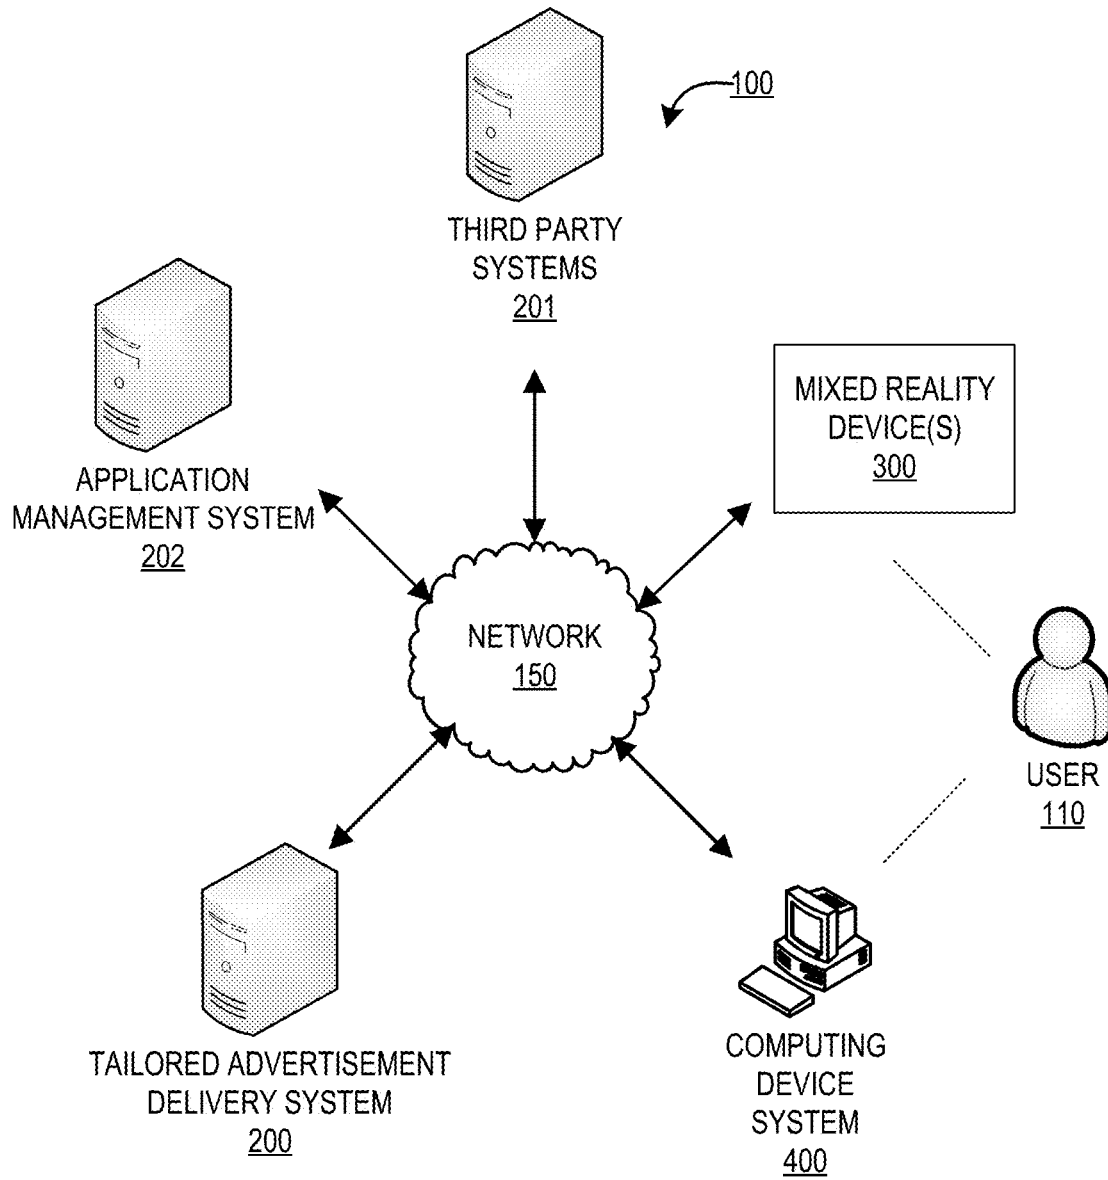 100
THIRD PARTY
SYSTEMS
201
MIXED REALITY
DEVICE(S)
300
APPLICATION
MANAGEMENT SYSTEM
202
NETWORK
150
USER
110
TAILORED ADVERTISEMENT
DELIVERY SYSTEM
200
COMPUTING
DEVICE
SYSTEM
400